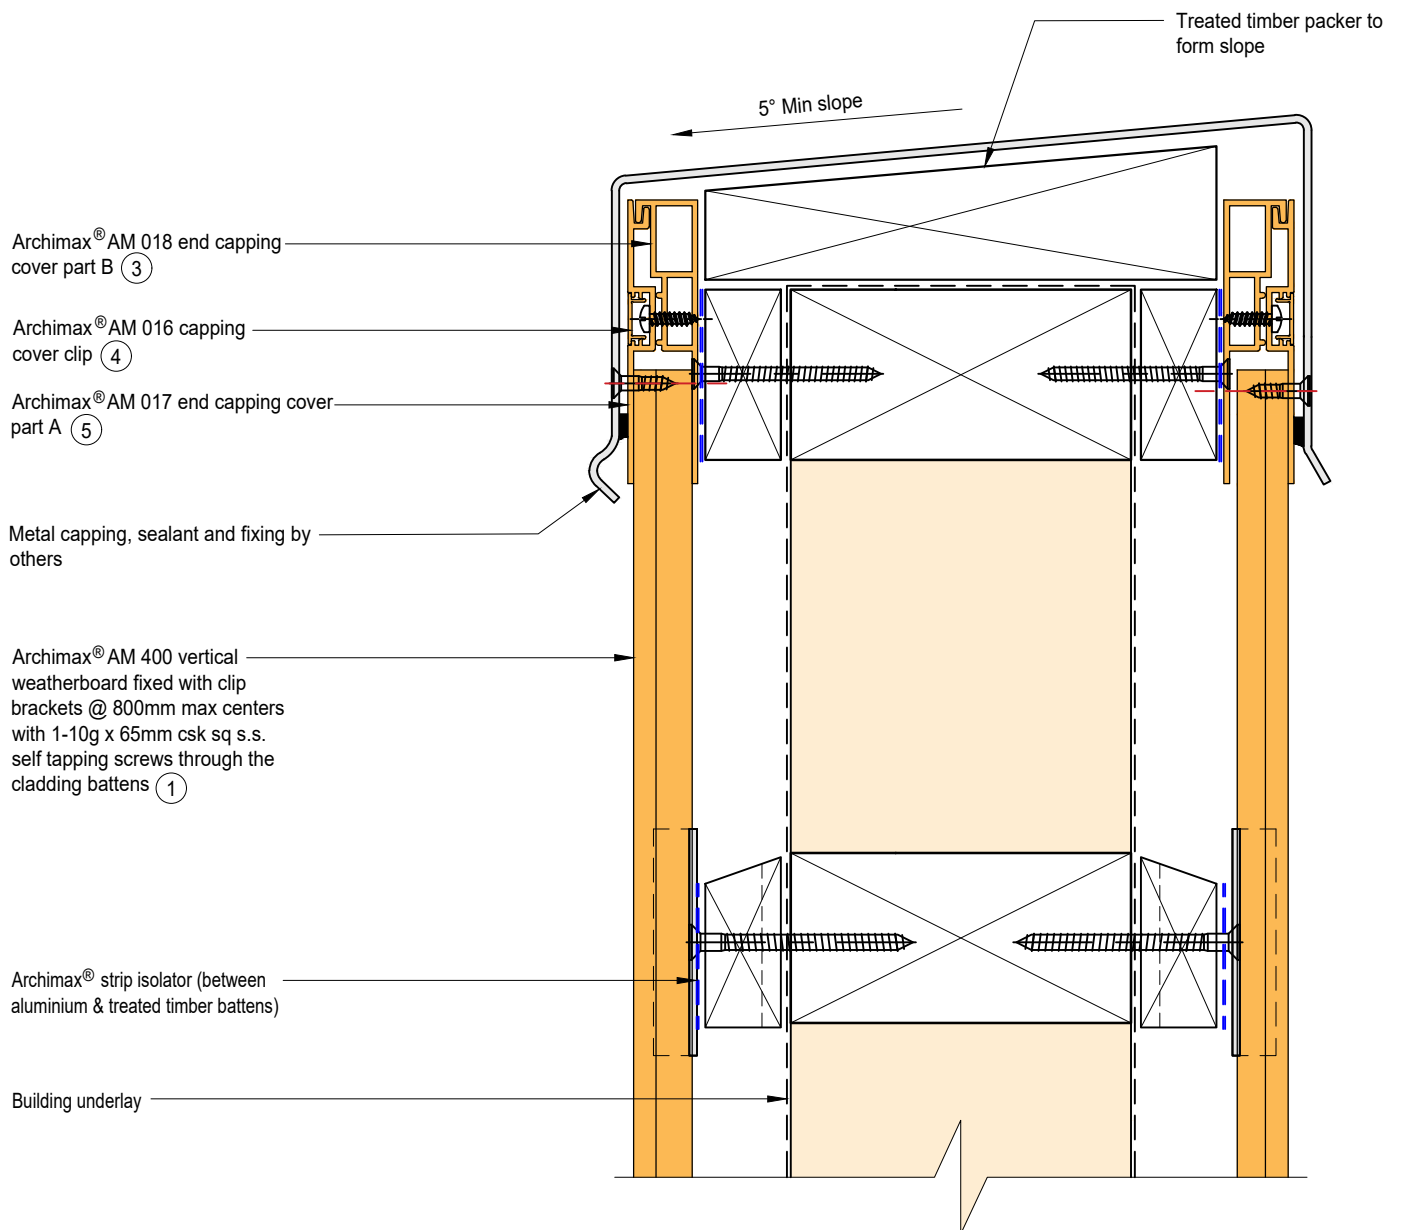 Treated timber packer to
form slope
5° Min slope
Archimax® AM 018 end capping
cover part B 3
Archimax® AM 016 capping
cover clip 4
Archimax® AM 017 end capping cover
part A 5
Metal capping, sealant and fixing by
others
Archimax® AM 400 vertical
weatherboard fixed with clip
brackets @ 800mm max centers
with 1-10g x 65mm csk sq s.s.
self tapping screws through the
cladding battens 1
Archimax® strip isolator (between
aluminium & treated timber battens)
Building underlay